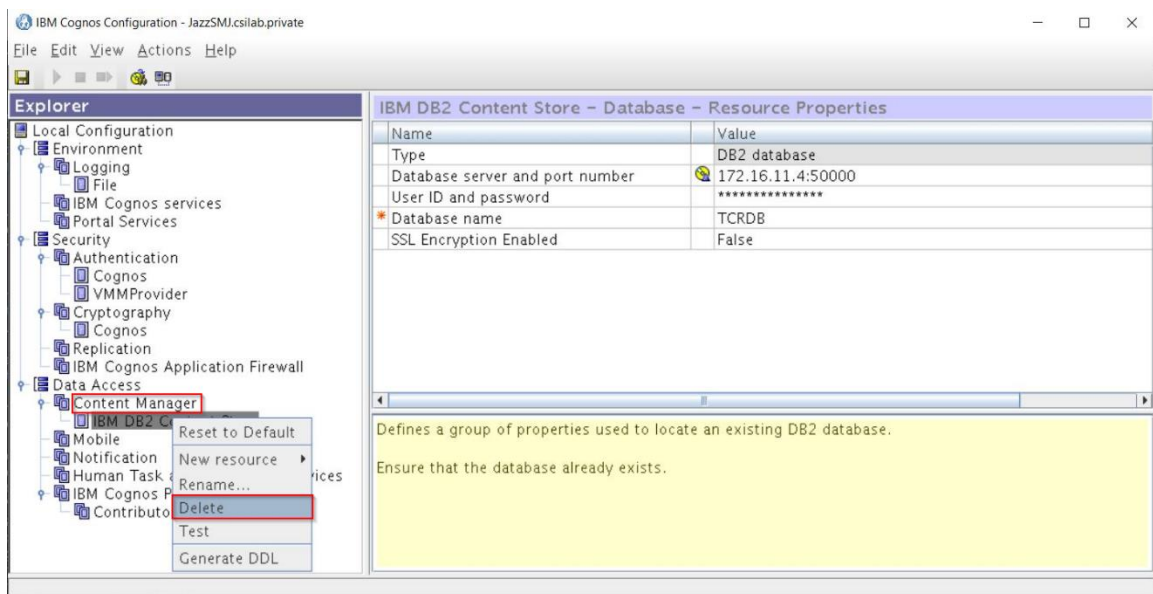 IBM Cognos Configuration - JazzSMJ.csilab.private
File Edit View Actions Help
Explorer
Local Configuration
Environment
Logging
File
IBM Cognos services
Portal Services
Security
Authentication
Cognos
VMMProvider
Cryptography
Cognos
Replication
IBM Cognos Application Firewall
Data Access
Content Manager
IBM DB2
Mobile
Notification
Human Task
ices
IBM Cognos
Contributo
Reset to Default
New resource
Rename...
Delete
Test
Generate DDL
IBM DB2 Content Store - Database - Resource Properties
Name Value
Type DB2 database
Database server and port number 172.16.11.4:50000
User ID and password ***************
* Database name TCRDB
SSL Encryption Enabled False
Defines a group of properties used to locate an existing DB2 database.
Ensure that the database already exists.